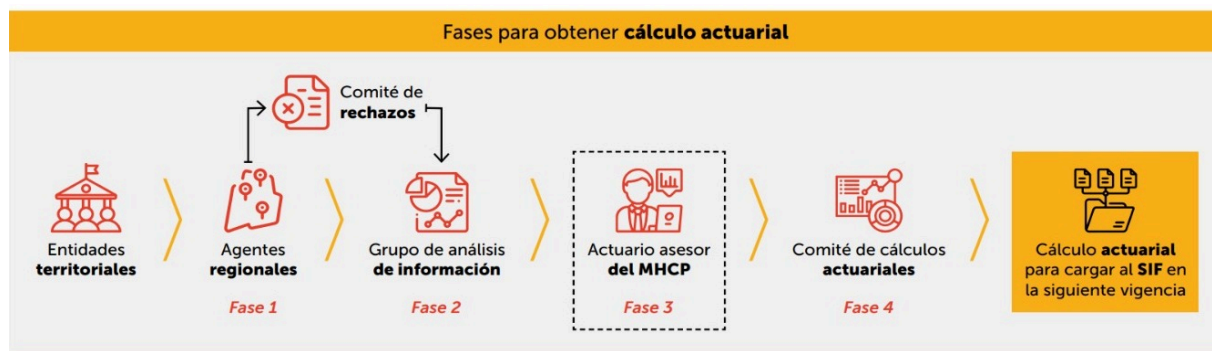 Fases para obtener cálculo actuarial
Comité de
rechazos
Entidades
territoriales
Agentes
regionales
Fase 1
Grupo de análisis
de información
Fase 2
Actuario asesor
del MHCP
Fase 3
Comité de cálculos
actuariales
Fase 4
Cálculo actuarial
para cargar al SIF en
la siguiente vigencia